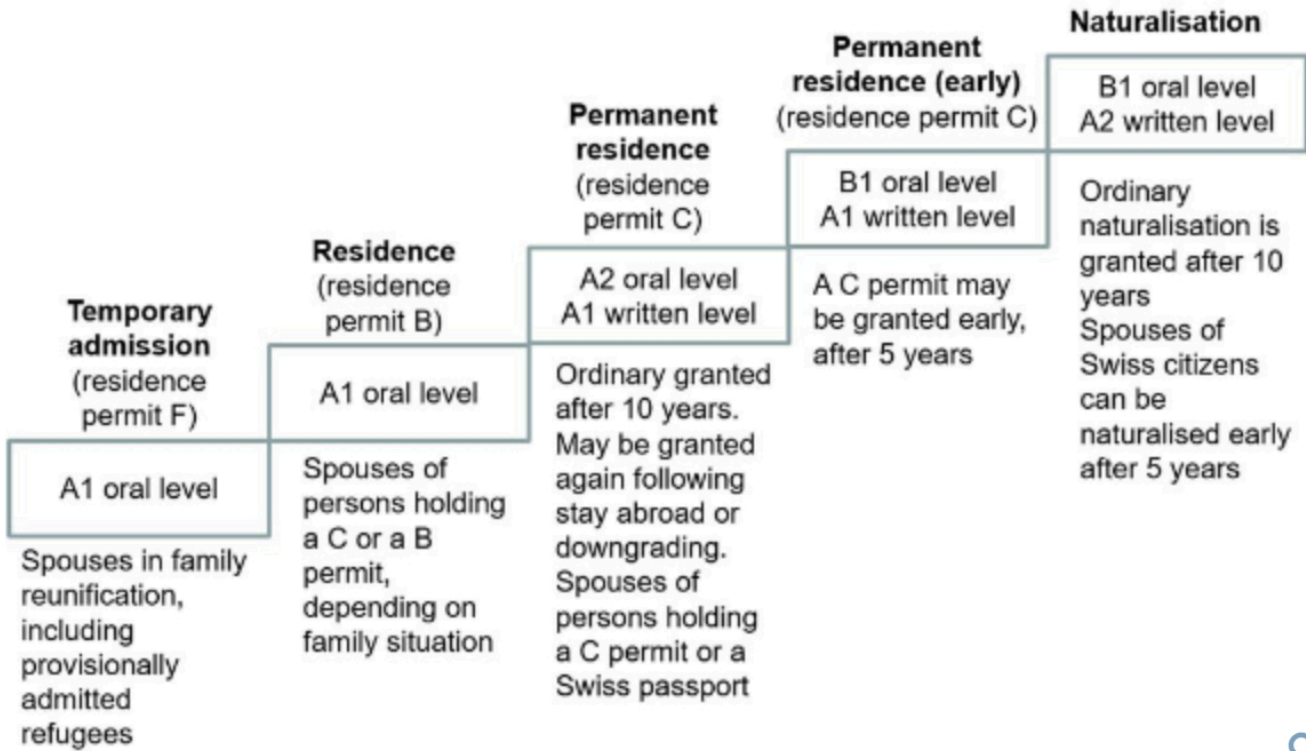 Temporary
admission
(residence
permit F)
A1 oral level
Spouses in family
reunification,
including
provisionally
admitted
refugees
Residence
(residence
permit B)
A1 oral level
Spouses of
persons holding
a C or a B
permit,
depending on
family situation
Permanent
residence
(residence
permit C)
A2 oral level
A1 written level
Ordinary granted
after 10 years.
May be granted
again following
stay abroad or
downgrading.
Spouses of
persons holding
a C permit or a
Swiss passport
Permanent
residence (early)
(residence permit C)
B1 oral level
A1 written level
A C permit may
be granted early,
after 5 years
Naturalisation
B1 oral level
A2 written level
Ordinary
naturalisation is
granted after 10
years
Spouses of
Swiss citizens
can be
naturalised early
after 5 years